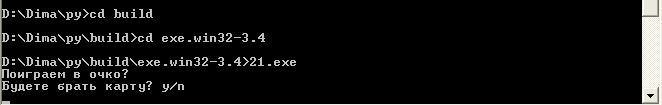 D:\Dima\py>cd build
D:\Dima\py\build>cd exe.win32-3.4
D:\Dima\py\build\exe.win32-3.4>21.exe
Поиграем в очко?
Будете брать карту? y/n